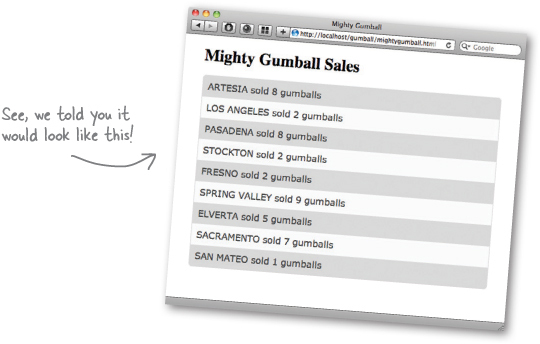 Mighty Gumball
http://localhost/gumball/mightygumball.html
Google
Mighty Gumball Sales
ARTESIA sold 8 gumballs
LOS ANGELES sold 2 gumballs
PASADENA sold 8 gumballs
STOCKTON sold 2 gumballs
FRESNO sold 2 gumballs
SPRING VALLEY sold 9 gumballs
ELVERTA sold 5 gumballs
SACRAMENTO sold 7 gumballs
SAN MATEO sold 1 gumballs
See, we told you it
would look like this!